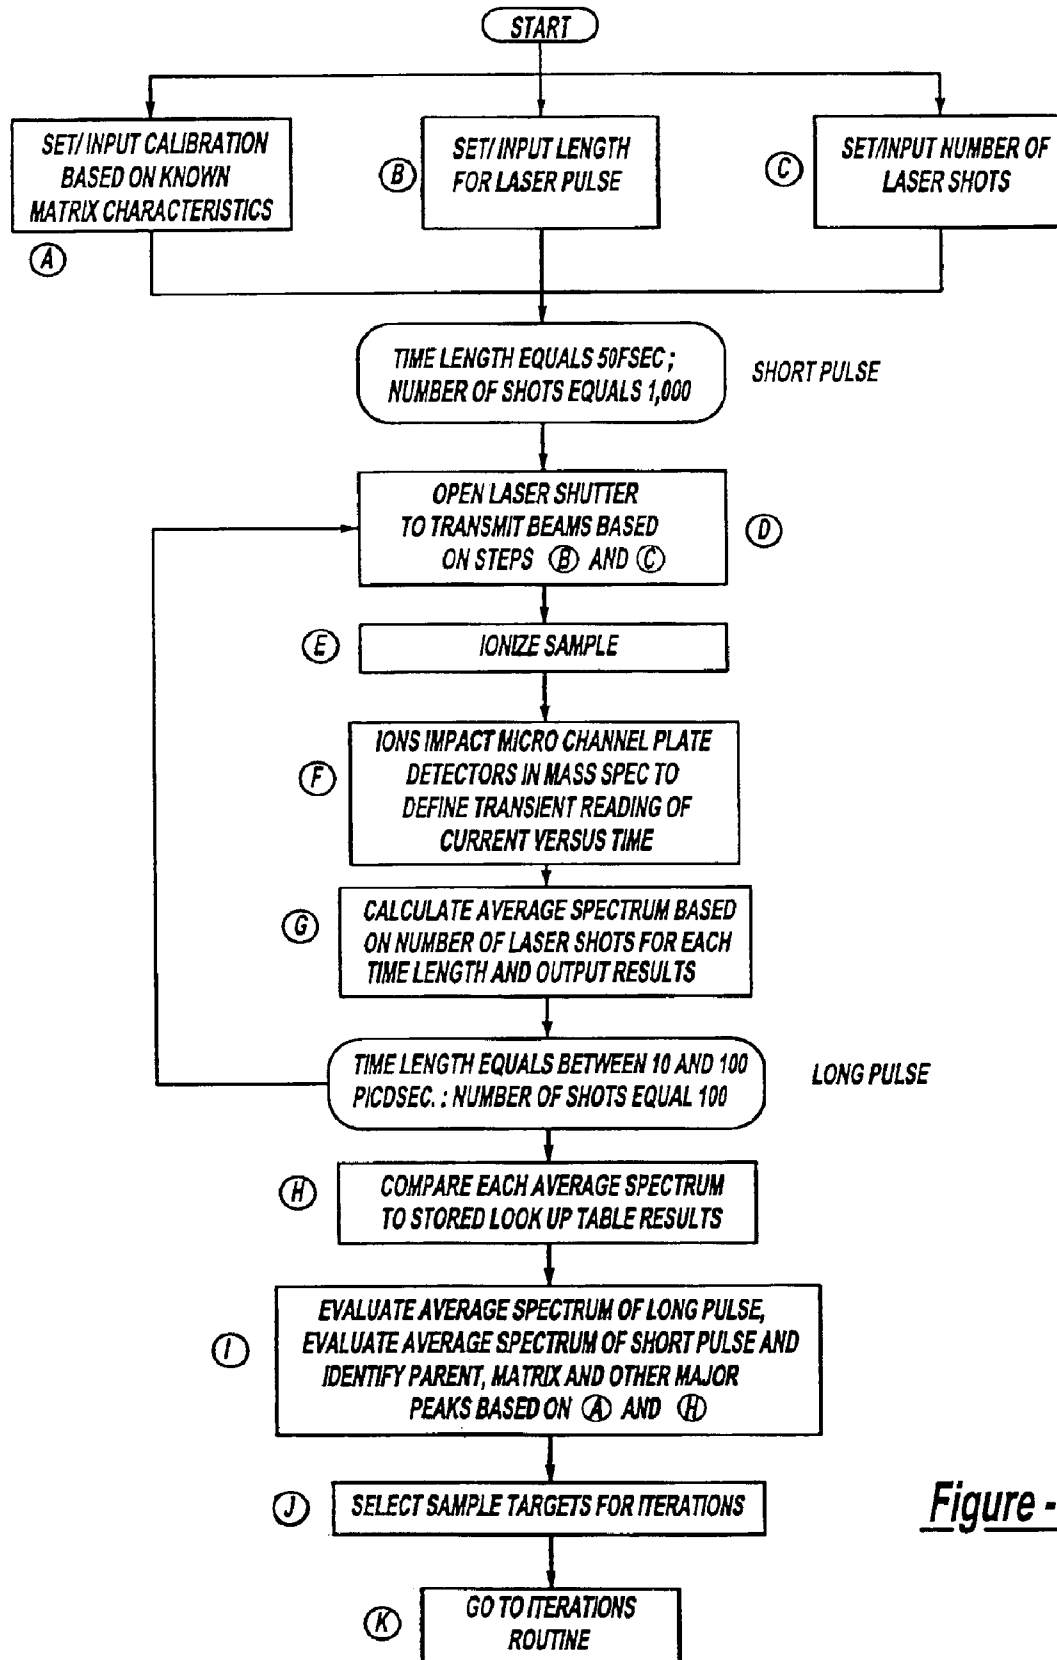 START
SET/INPUT CALIBRATION
BASED ON KNOWN
MATRIX CHARACTERISTICS
A
B
SET/INPUT LENGTH
FOR LASER PULSE
C
SET/INPUT NUMBER OF
LASER SHOTS
TIME LENGTH EQUALS 50FSEC;
NUMBER OF SHOTS EQUALS 1,000
SHORT PULSE
OPEN LASER SHUTTER
TO TRANSMIT BEAMS BASED
ON STEPS B AND C
D
E
IONIZE SAMPLE
F
IONS IMPACT MICRO CHANNEL PLATE
DETECTORS IN MASS SPEC TO
DEFINE TRANSIENT READING OF
CURRENT VERSUS TIME
G
CALCULATE AVERAGE SPECTRUM BASED
ON NUMBER OF LASER SHOTS FOR EACH
TIME LENGTH AND OUTPUT RESULTS
TIME LENGTH EQUALS BETWEEN 10 AND 100
PICDSEC. : NUMBER OF SHOTS EQUAL 100
LONG PULSE
H
COMPARE EACH AVERAGE SPECTRUM
TO STORED LOOK UP TABLE RESULTS
I
EVALUATE AVERAGE SPECTRUM OF LONG PULSE,
EVALUATE AVERAGE SPECTRUM OF SHORT PULSE AND
IDENTIFY PARENT, MATRIX AND OTHER MAJOR
PEAKS BASED ON A AND H
J
SELECT SAMPLE TARGETS FOR ITERATIONS
Figure -
K
GO TO ITERATIONS
ROUTINE